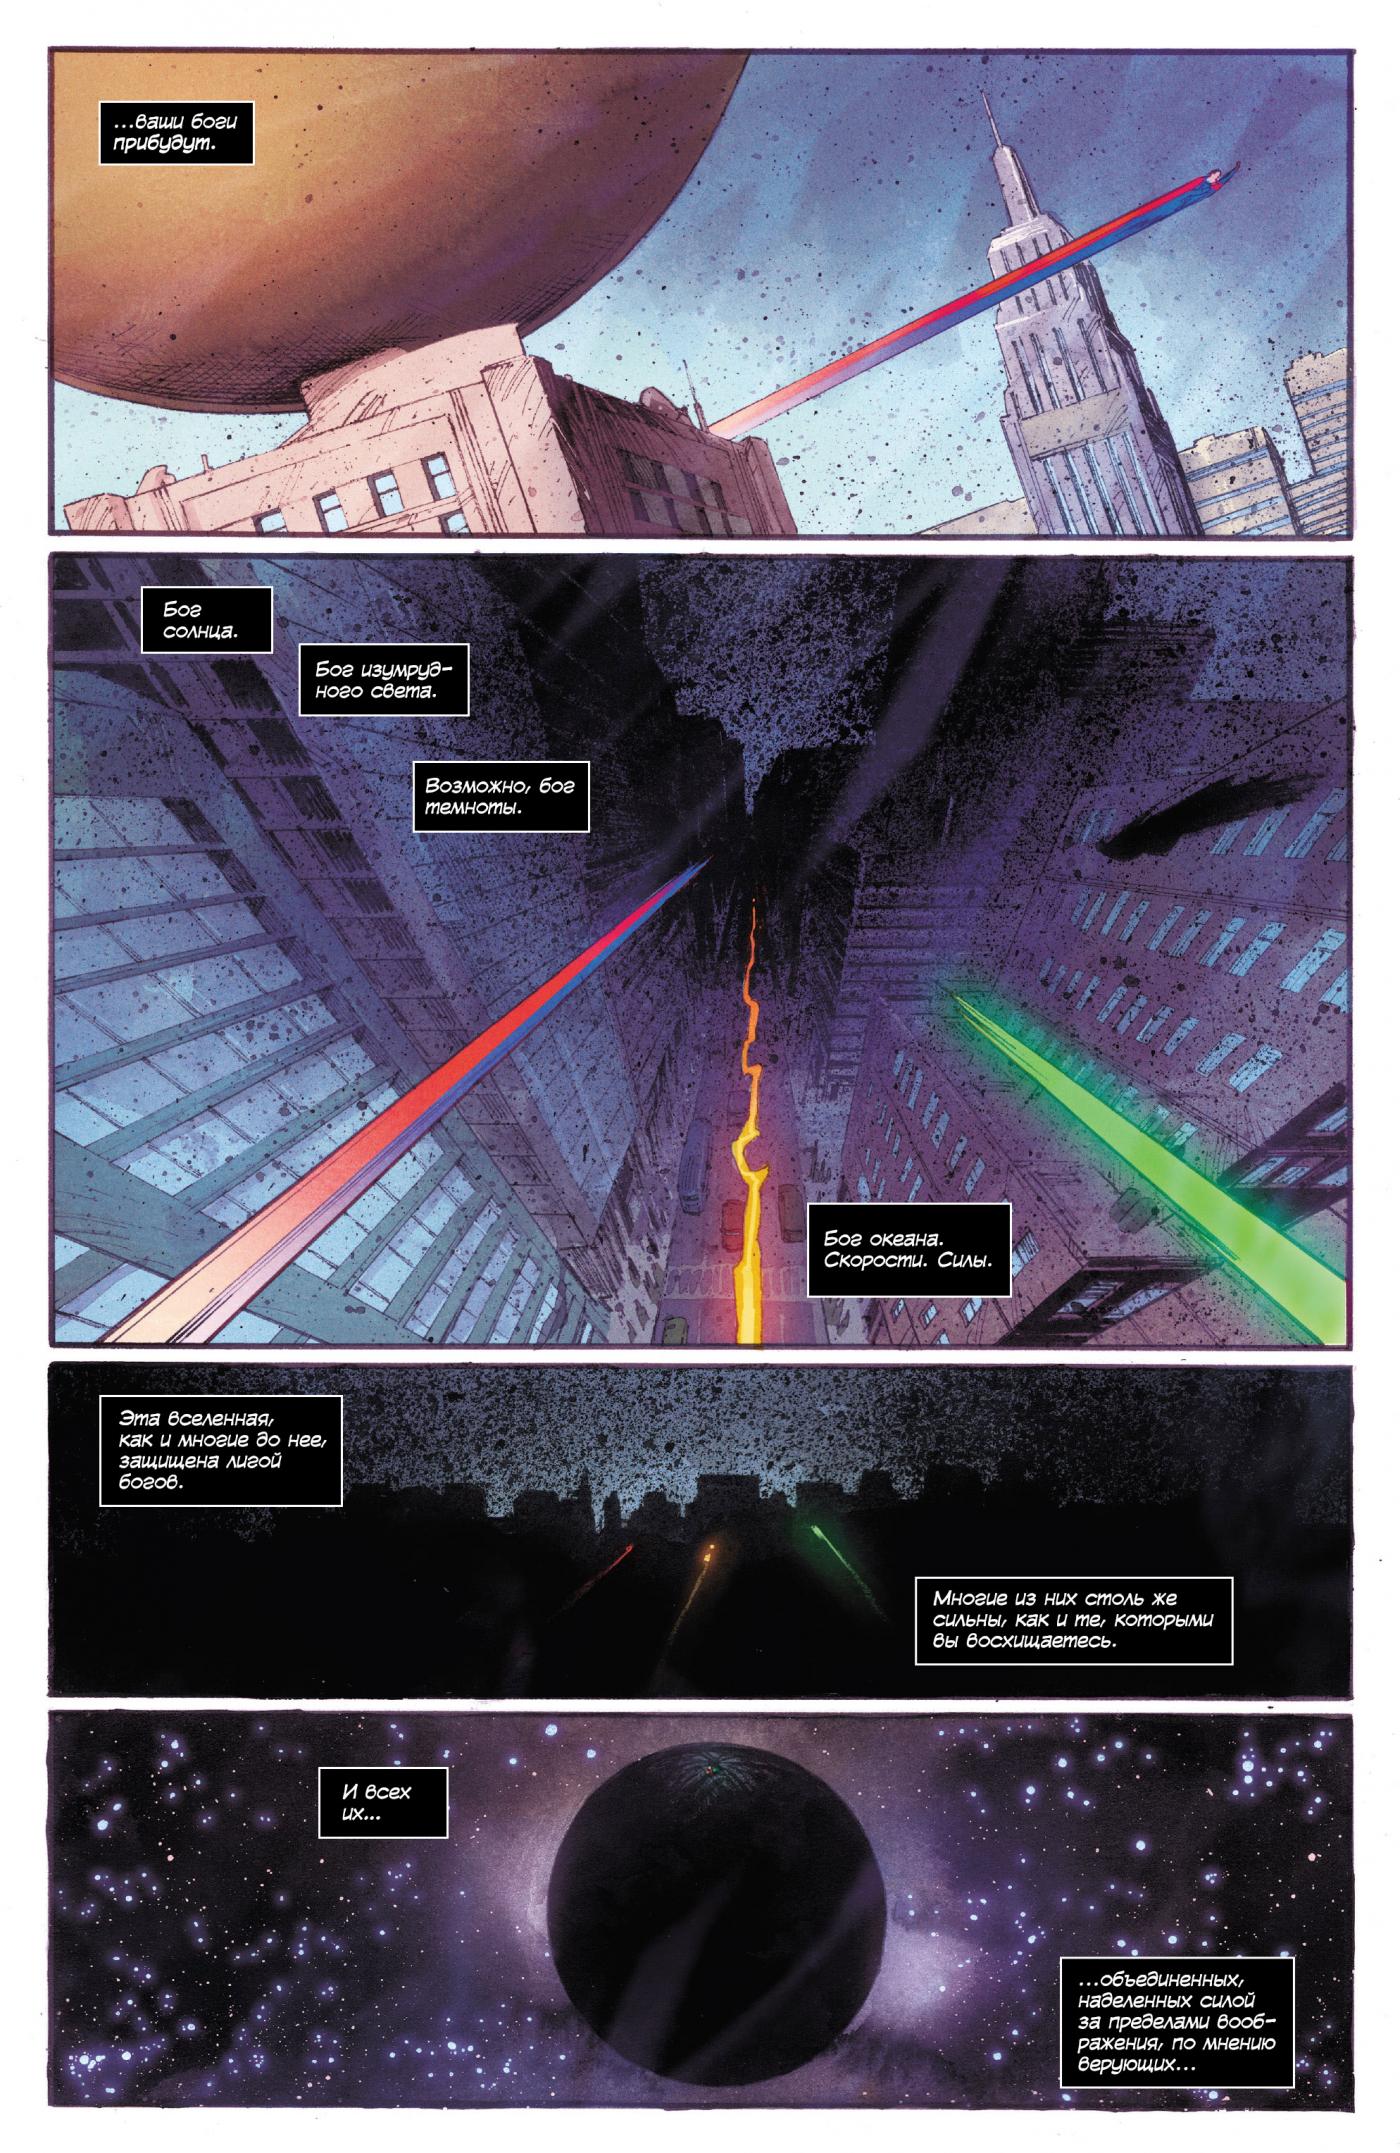 ...ваши боги
прибудут.
Бог
солнца.
Бог изумруд-
ного света.
Возможно, бог
темноты.
Бог океана.
Скорости. Силы.
Эта вселенная,
как и многие до нее,
защищена лигой
богов.
Многие из них столь же
сильны, как и те, которыми
вы восхищаетесь.
И всех
их...
...объединенных,
наделенных силой
за пределами вооб-
ражения, по мнению
верующих...